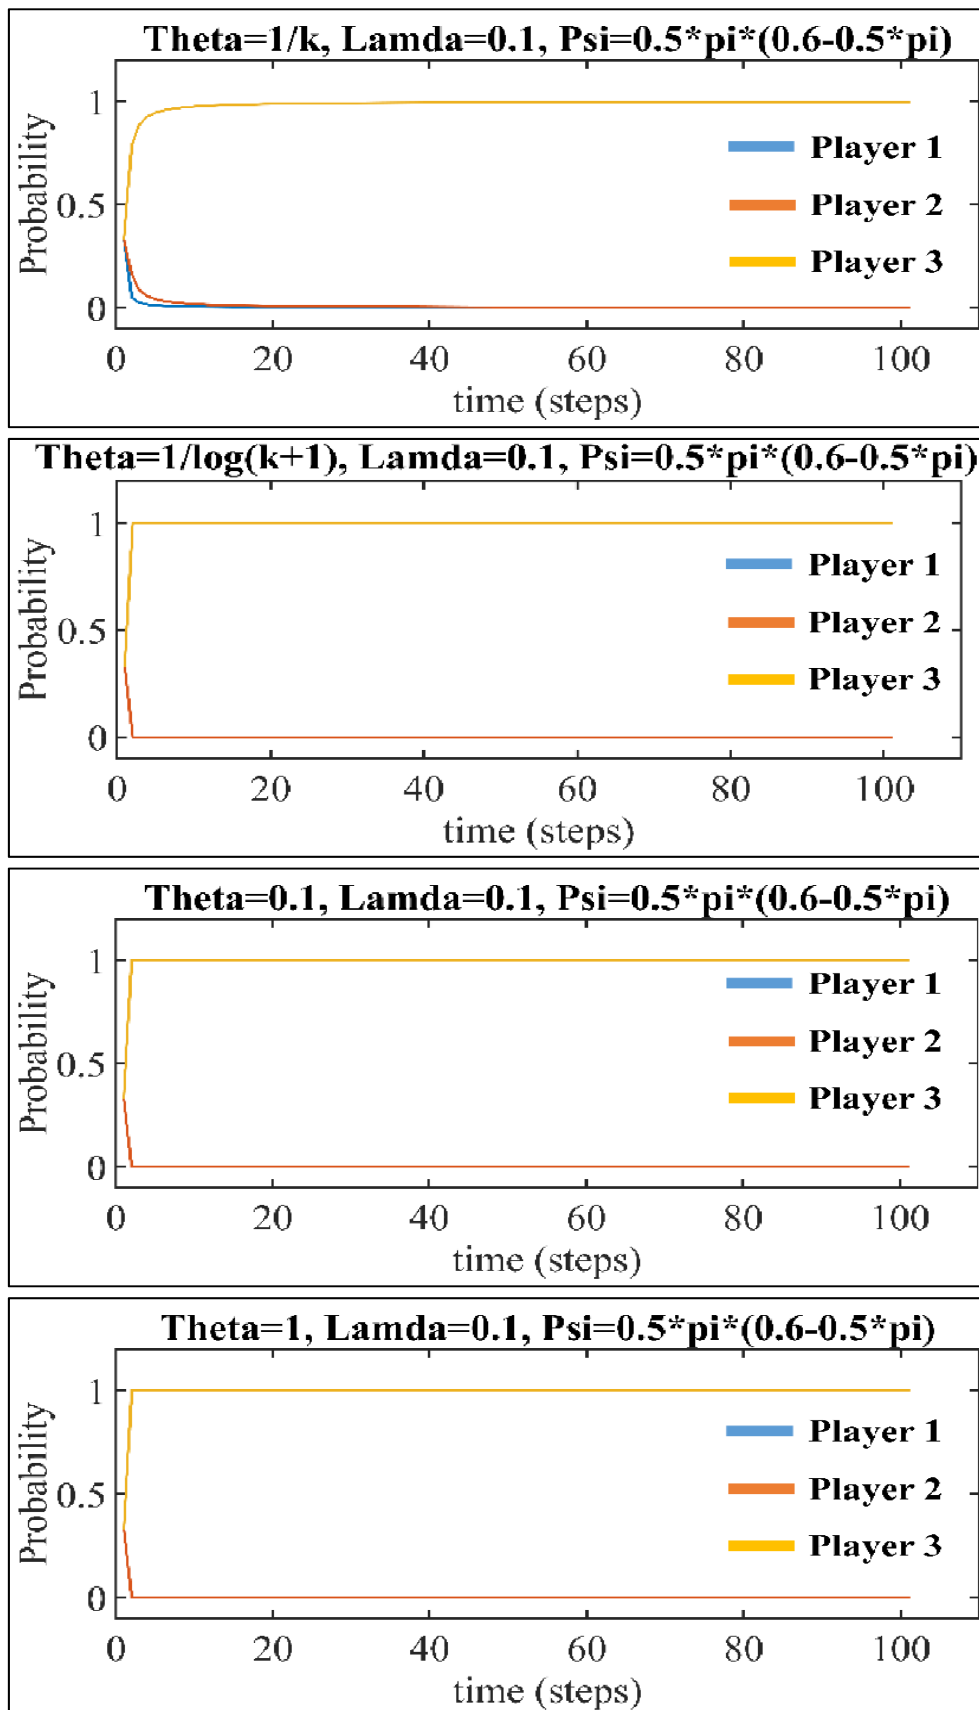 Theta=1/k, Lamda=0.1, Psi=0.5*pi*(0.6-0.5*pi)
1
0.5
0
Probability
Player 1
Player 2
Player 3
0 20 40 60 80 100
time (steps)
Theta=1/log(k+1), Lamda=0.1, Psi=0.5*pi*(0.6-0.5*pi)
1
0.5
0
Probability
Player 1
Player 2
Player 3
0 20 40 60 80 100
time (steps)
Theta=0.1, Lamda=0.1, Psi=0.5*pi*(0.6-0.5*pi)
1
0.5
0
Probability
Player 1
Player 2
Player 3
0 20 40 60 80 100
time (steps)
Theta=1, Lamda=0.1, Psi=0.5*pi*(0.6-0.5*pi)
1
0.5
0
Probability
Player 1
Player 2
Player 3
0 20 40 60 80 100
time (steps)